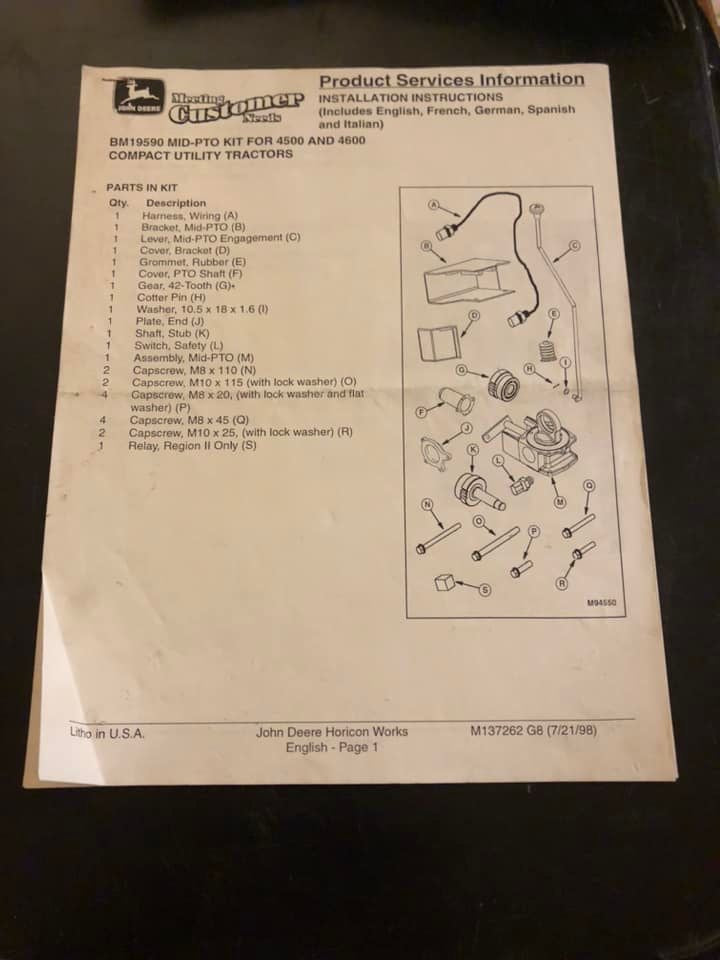 JOHN DEERE
Meeting
Customer
Needs
Product Services Information
INSTALLATION INSTRUCTIONS
(Includes English, French, German, Spanish
and Italian)
BM19590 MID-PTO KIT FOR 4500 AND 4600
COMPACT UTILITY TRACTORS
PARTS IN KIT
Qty. Description
1 Harness, Wiring (A)
1 Bracket, Mid-PTO (B)
1 Lever, Mid-PTO Engagement (C)
1 Cover, Bracket (D)
1 Grommet, Rubber (E)
1 Cover, PTO Shaft (F)
1 Gear, 42-Tooth (G)
1 Cotter Pin (H)
1 Washer, 10.5 x 18 x 1.6 (I)
1 Plate, End (J)
1 Shaft, Stub (K)
1 Switch, Safety (L)
1 Assembly, Mid-PTO (M)
2 Capscrew, M8 x 110 (N)
2 Capscrew, M10 x 115 (with lock washer) (O)
4 Capscrew, M8 x 20, (with lock washer and flat
washer) (P)
4 Capscrew, M8 x 45 (Q)
2 Capscrew, M10 x 25, (with lock washer) (R)
1 Relay, Region II Only (S)
A
B
C
D
E
G
H
I
F
J
K
L
M
N
O
P
Q
R
S
M94550
Litho in U.S.A.
John Deere Horicon Works
M137262 G8 (7/21/98)
English - Page 1